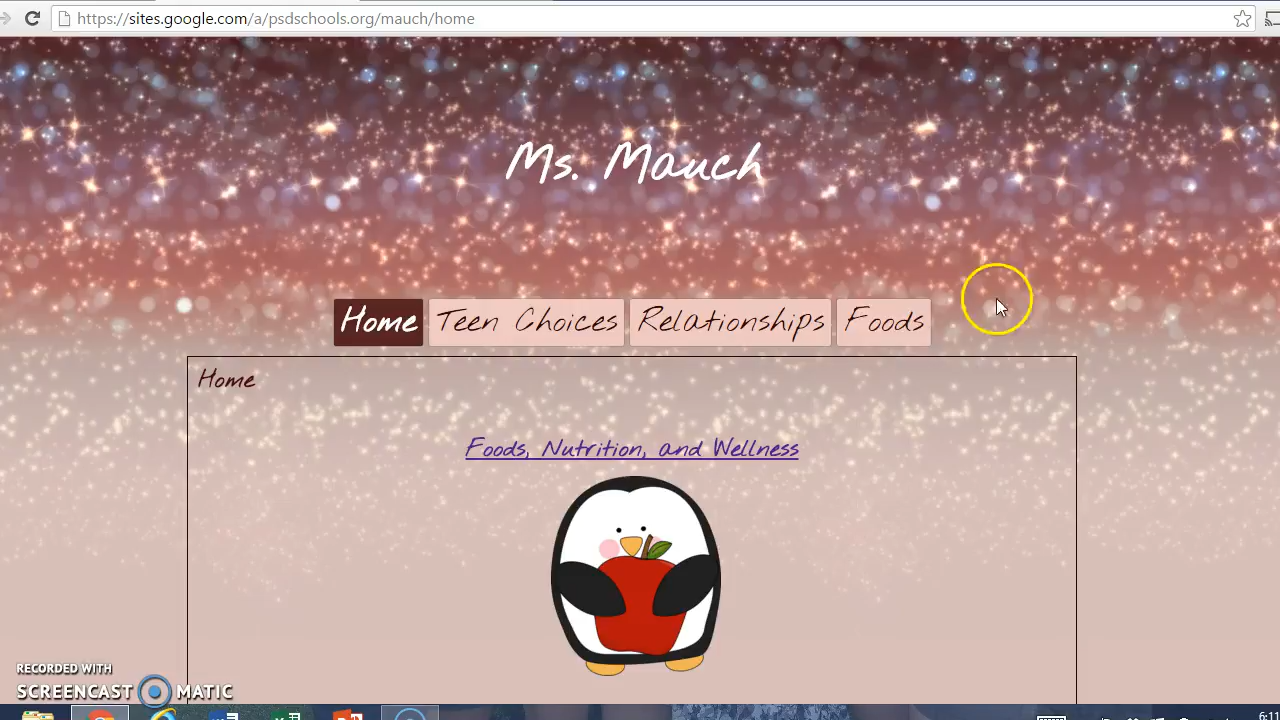 https://sites.google.com/a/psdschools.org/mauch/home
Ms. Mauch
Home
Teen Choices
Relationships
Foods
Home
Foods, Nutrition, and Wellness
RECORDED WITH
SCREENCAST MATIC